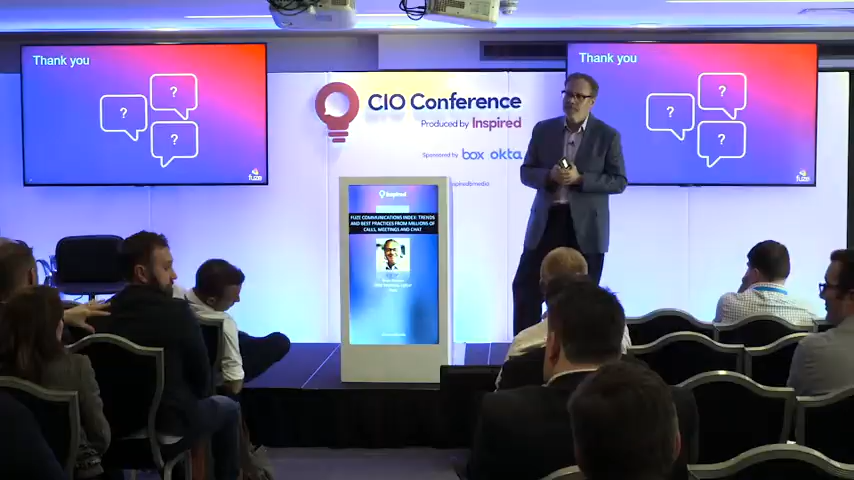 Thank you
?
?
?
fuze
CIO Conference
Produced by Inspired
Sponsored by box okta
inspiredbmedia
Inspired
FUZE COMMUNICATIONS INDEX: TRENDS
AND BEST PRACTICES FROM MILLIONS OF
CALLS, MEETINGS AND CHAT
Thank you
?
?
?
fuze